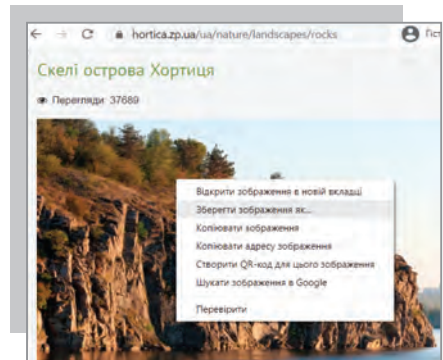 hortica.zp.ua/ua/nature/landscapes/rocks
Гіст
Скелі острова Хортиця
Перегляди: 37689
Відкрити зображення в новій вкладці
Зберегти зображення як...
Копіювати зображення
Копіювати адресу зображення
Створити QR-код для цього зображення
Шукати зображення в Google
Перевірити